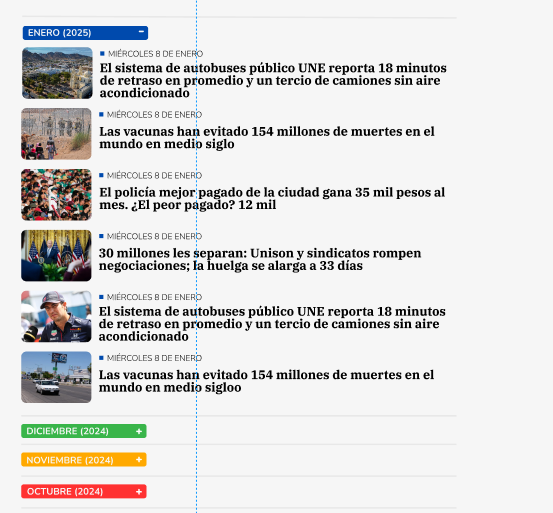 ENERO (2025) -
MIÉRCOLES 8 DE ENERO
El sistema de autobuses público UNE reporta 18 minutos
de retraso en promedio y un tercio de camiones sin aire
acondicionado
MIÉRCOLES 8 DE ENERO
Las vacunas han evitado 154 millones de muertes en el
mundo en medio siglo
MIÉRCOLES 8 DE ENERO
El policía mejor pagado de la ciudad gana 35 mil pesos al
mes. ¿El peor pagado? 12 mil
MIÉRCOLES 8 DE ENERO
30 millones les separan: Unison y sindicatos rompen
negociaciones; la huelga se alarga a 33 días
MIÉRCOLES 8 DE ENERO
El sistema de autobuses público UNE reporta 18 minutos
de retraso en promedio y un tercio de camiones sin aire
acondicionado
MIÉRCOLES 8 DE ENERO
Las vacunas han evitado 154 millones de muertes en el
mundo en medio sigloo
DICIEMBRE (2024) +
NOVIEMBRE (2024) +
OCTUBRE (2024) +